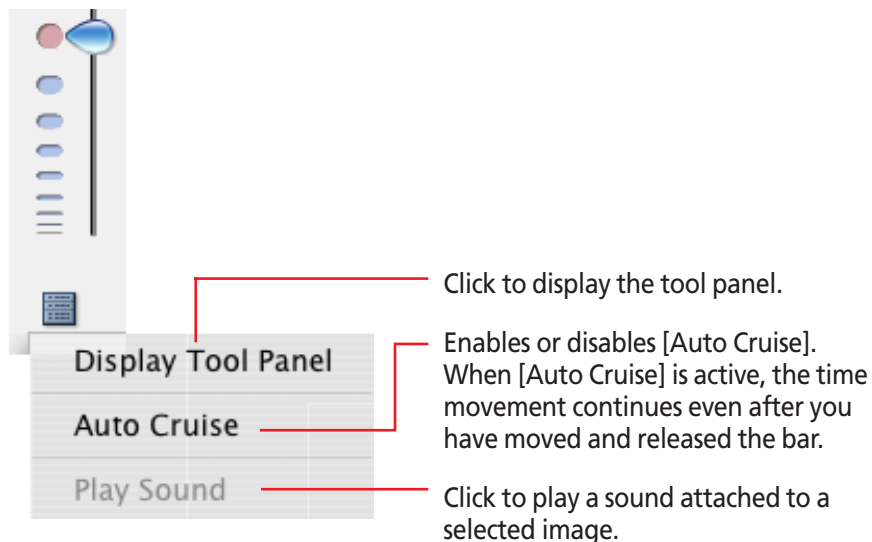 Click to display the tool panel.
Display Tool Panel
Enables or disables [Auto Cruise].
When [Auto Cruise] is active, the time
movement continues even after you
have moved and released the bar.
Auto Cruise
Play Sound
Click to play a sound attached to a
selected image.